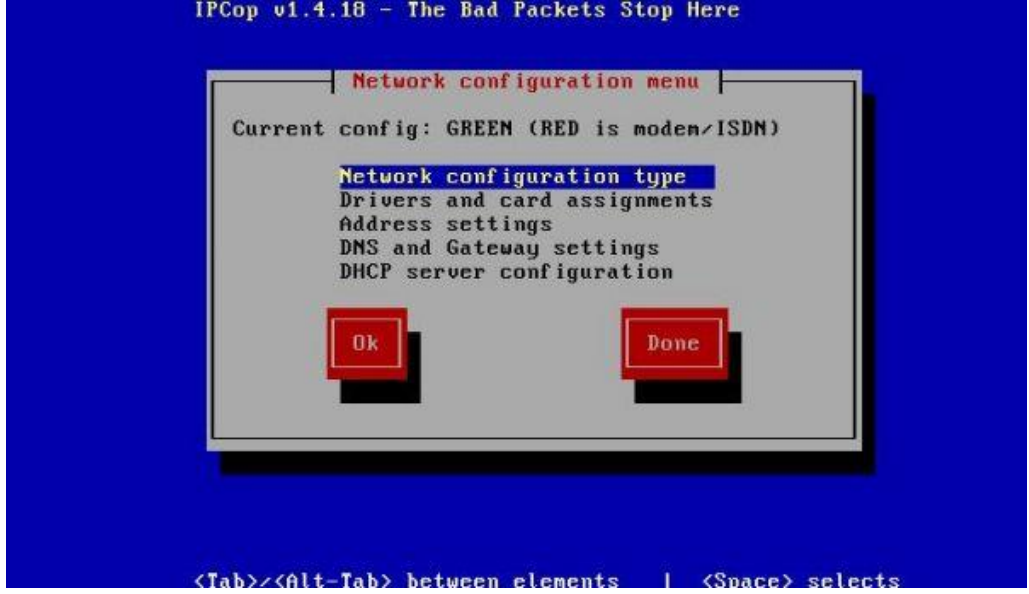 IPCop v1.4.18 - The Bad Packets Stop Here
Network configuration menu
Current config: GREEN (RED is modem/ISDN)
Network configuration type
Drivers and card assignments
Address settings
DNS and Gateway settings
DHCP server configuration
Ok Done
<Tab>/<Alt-Tab> between elements | <Space> selects